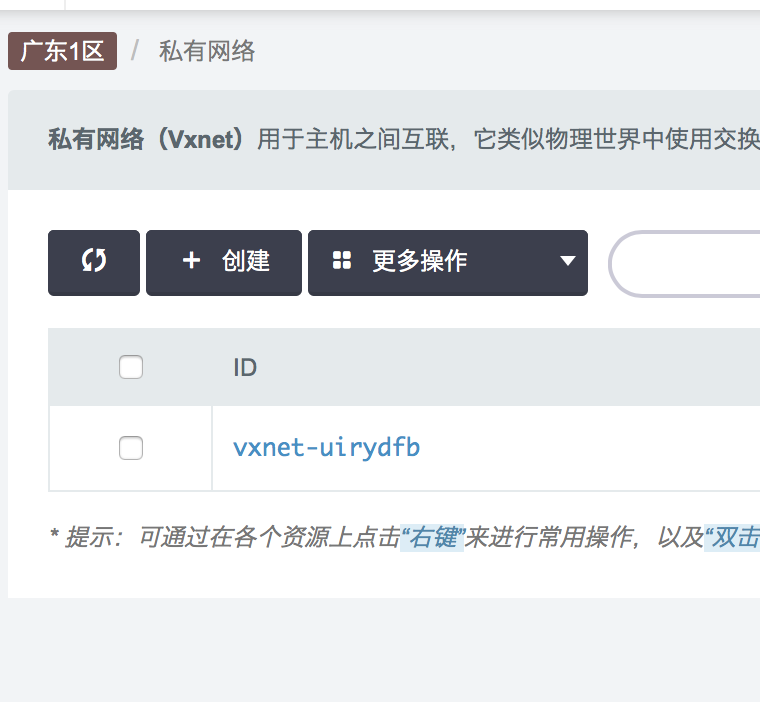 广东1区 / 私有网络
私有网络（Vxnet）用于主机之间互联，它类似物理世界中使用交换
创建 更多操作
ID
vxnet-uirydfb
* 提示：可通过在各个资源上点击“右键”来进行常用操作，以及“双击